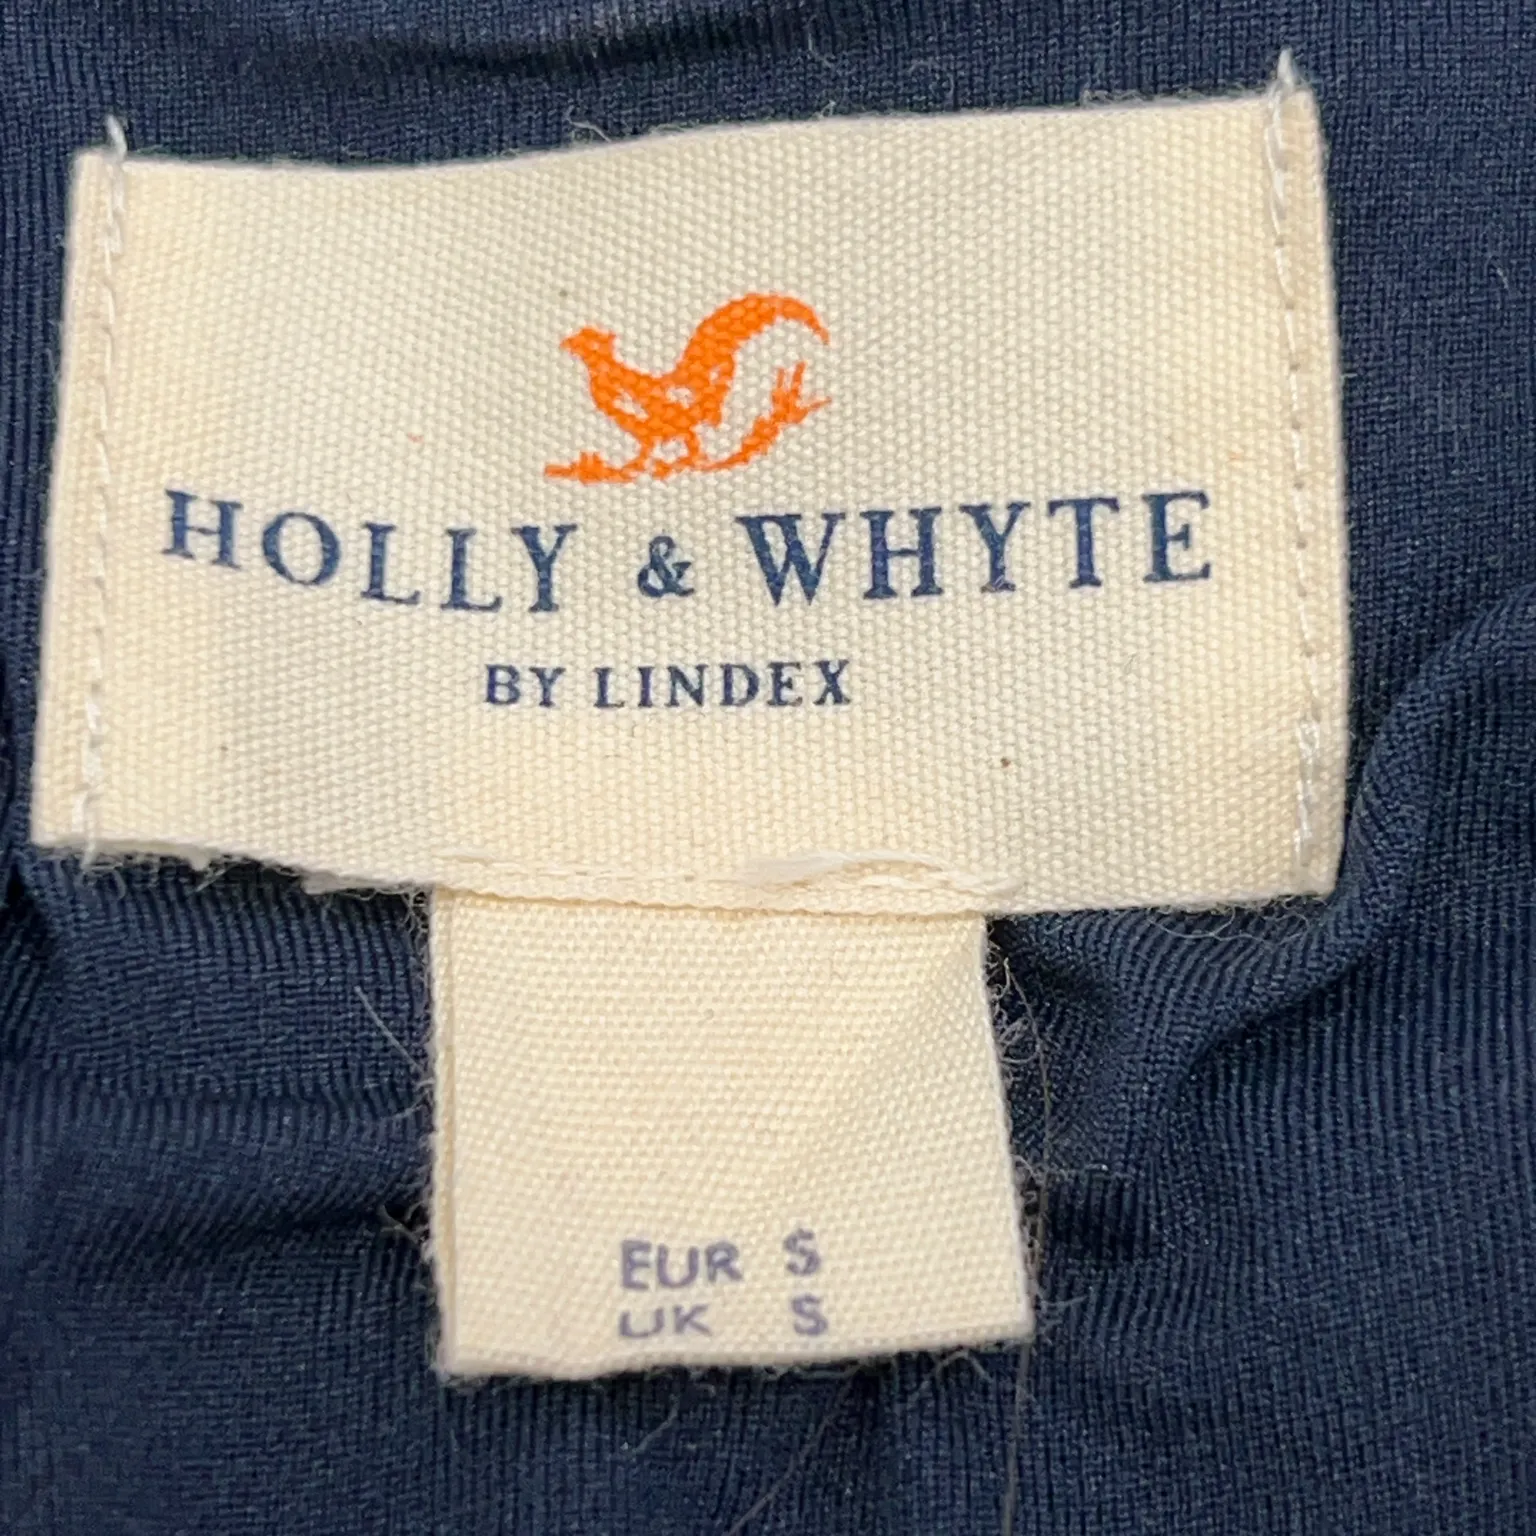 HOLLY & WHYTE
BY LINDEX
EUR S
UK S